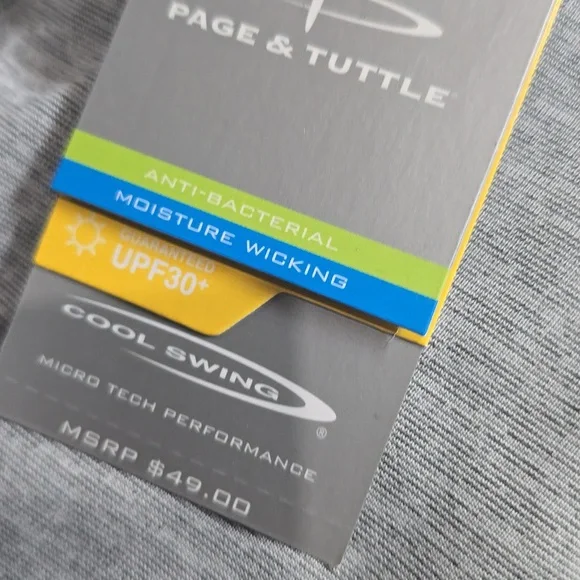 PAGE & TUTTLE
ANTI-BACTERIAL
MOISTURE WICKING
GUARANTEED
UPF30+
COOL SWING
®
MICRO TECH PERFORMANCE
MSRP $49.00